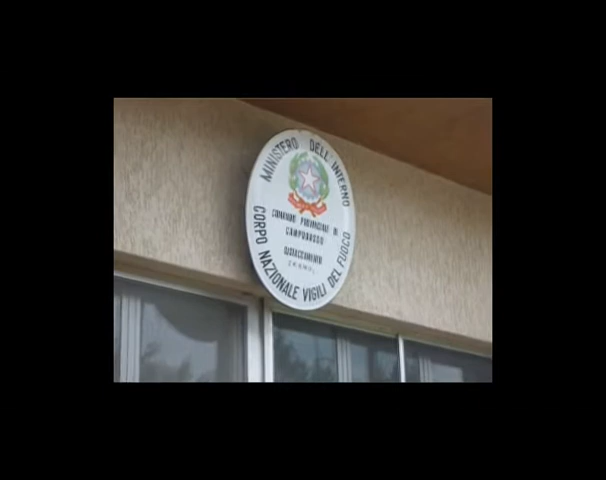 MINISTERO DELL'INTERNO
COMANDO PROVINCIALE DI
CAMPOBASSO
DISTACCAMENTO
CORPO NAZIONALE VIGILI DEL FUOCO